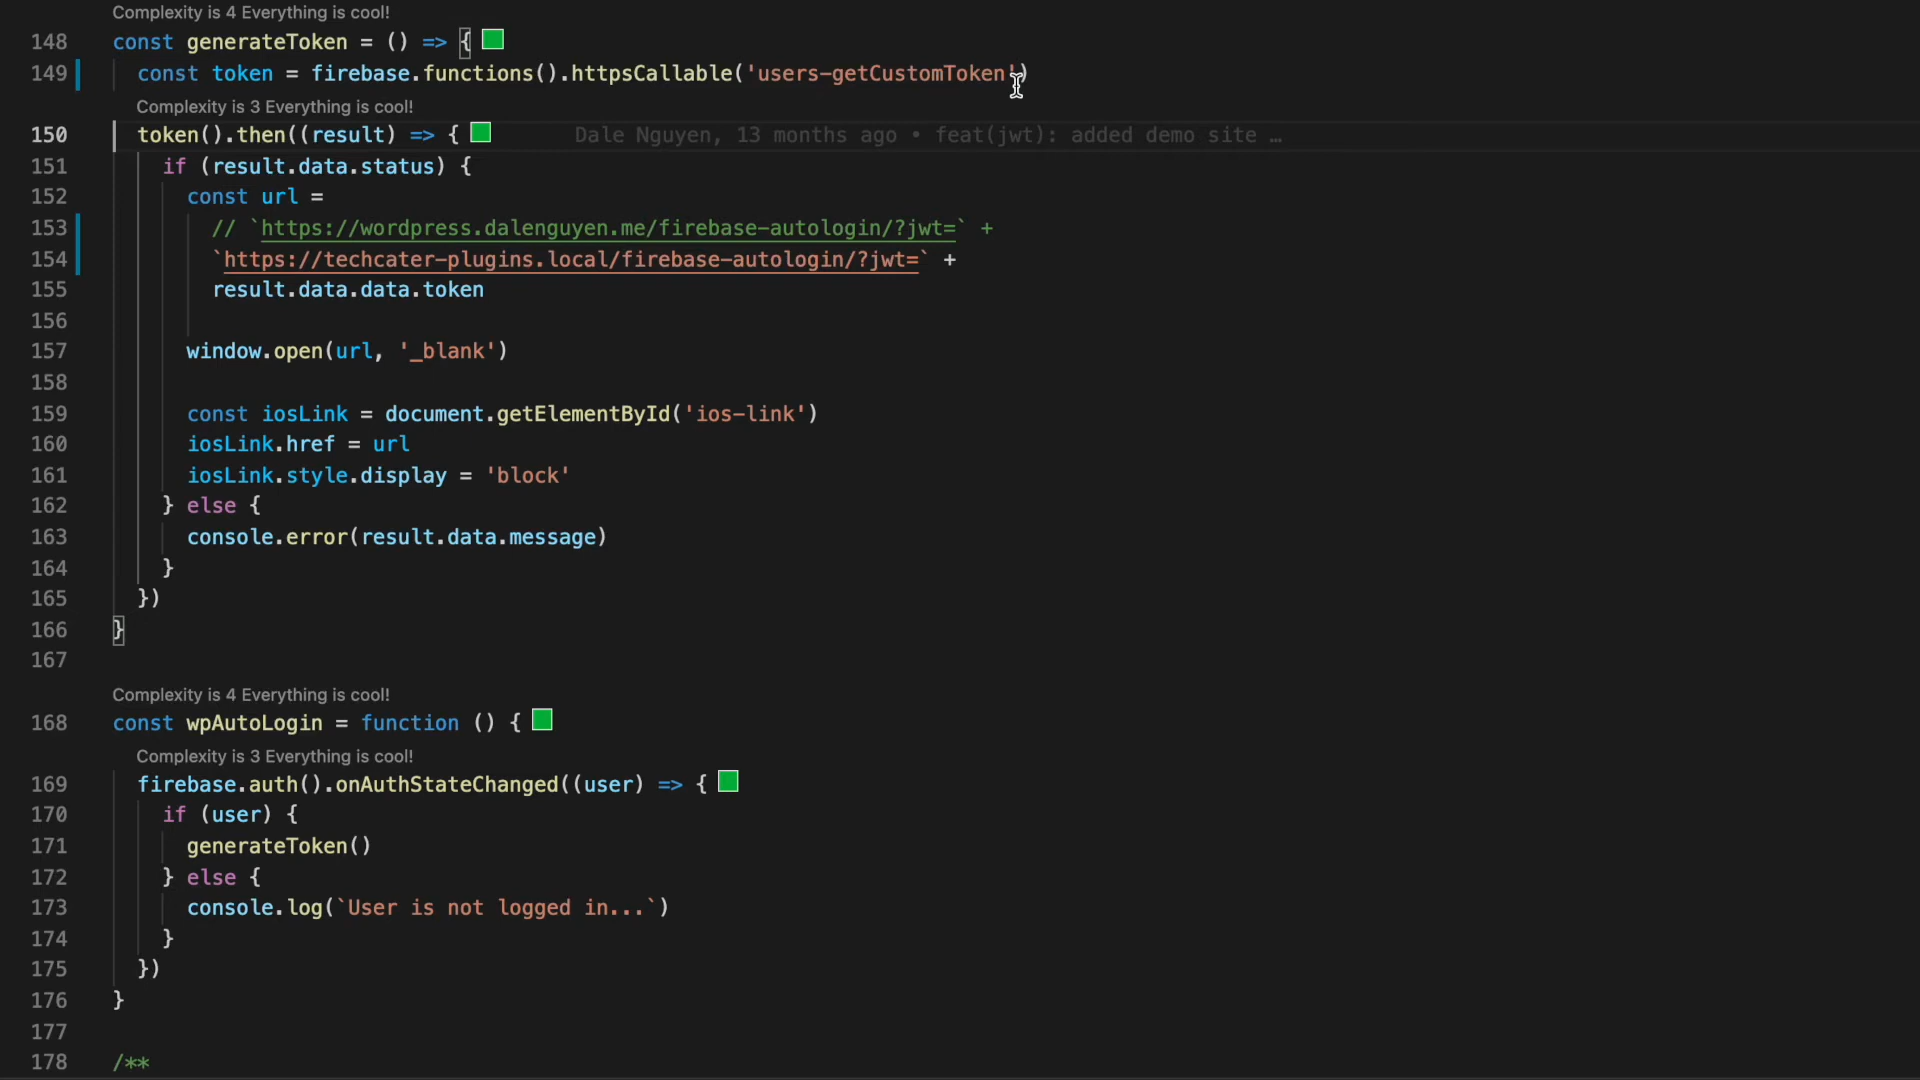 Complexity is 4 Everything is cool!
148 const generateToken = () => {
149 const token = firebase.functions().httpsCallable('users-getCustomToken')
Complexity is 3 Everything is cool!
150 token().then((result) => { Dale Nguyen, 13 months ago • feat(jwt): added demo site …
151 if (result.data.status) {
152 const url =
153 // `https://wordpress.dalenguyen.me/firebase-autologin/?jwt=` +
154 `https://techcater-plugins.local/firebase-autologin/?jwt=` +
155 result.data.data.token
156
157 window.open(url, '_blank')
158
159 const iosLink = document.getElementById('ios-link')
160 iosLink.href = url
161 iosLink.style.display = 'block'
162 } else {
163 console.error(result.data.message)
164 }
165 })
166 }
167
Complexity is 4 Everything is cool!
168 const wpAutoLogin = function () {
Complexity is 3 Everything is cool!
169 firebase.auth().onAuthStateChanged((user) => {
170 if (user) {
171 generateToken()
172 } else {
173 console.log(`User is not logged in...`)
174 }
175 })
176 }
177
178 /**